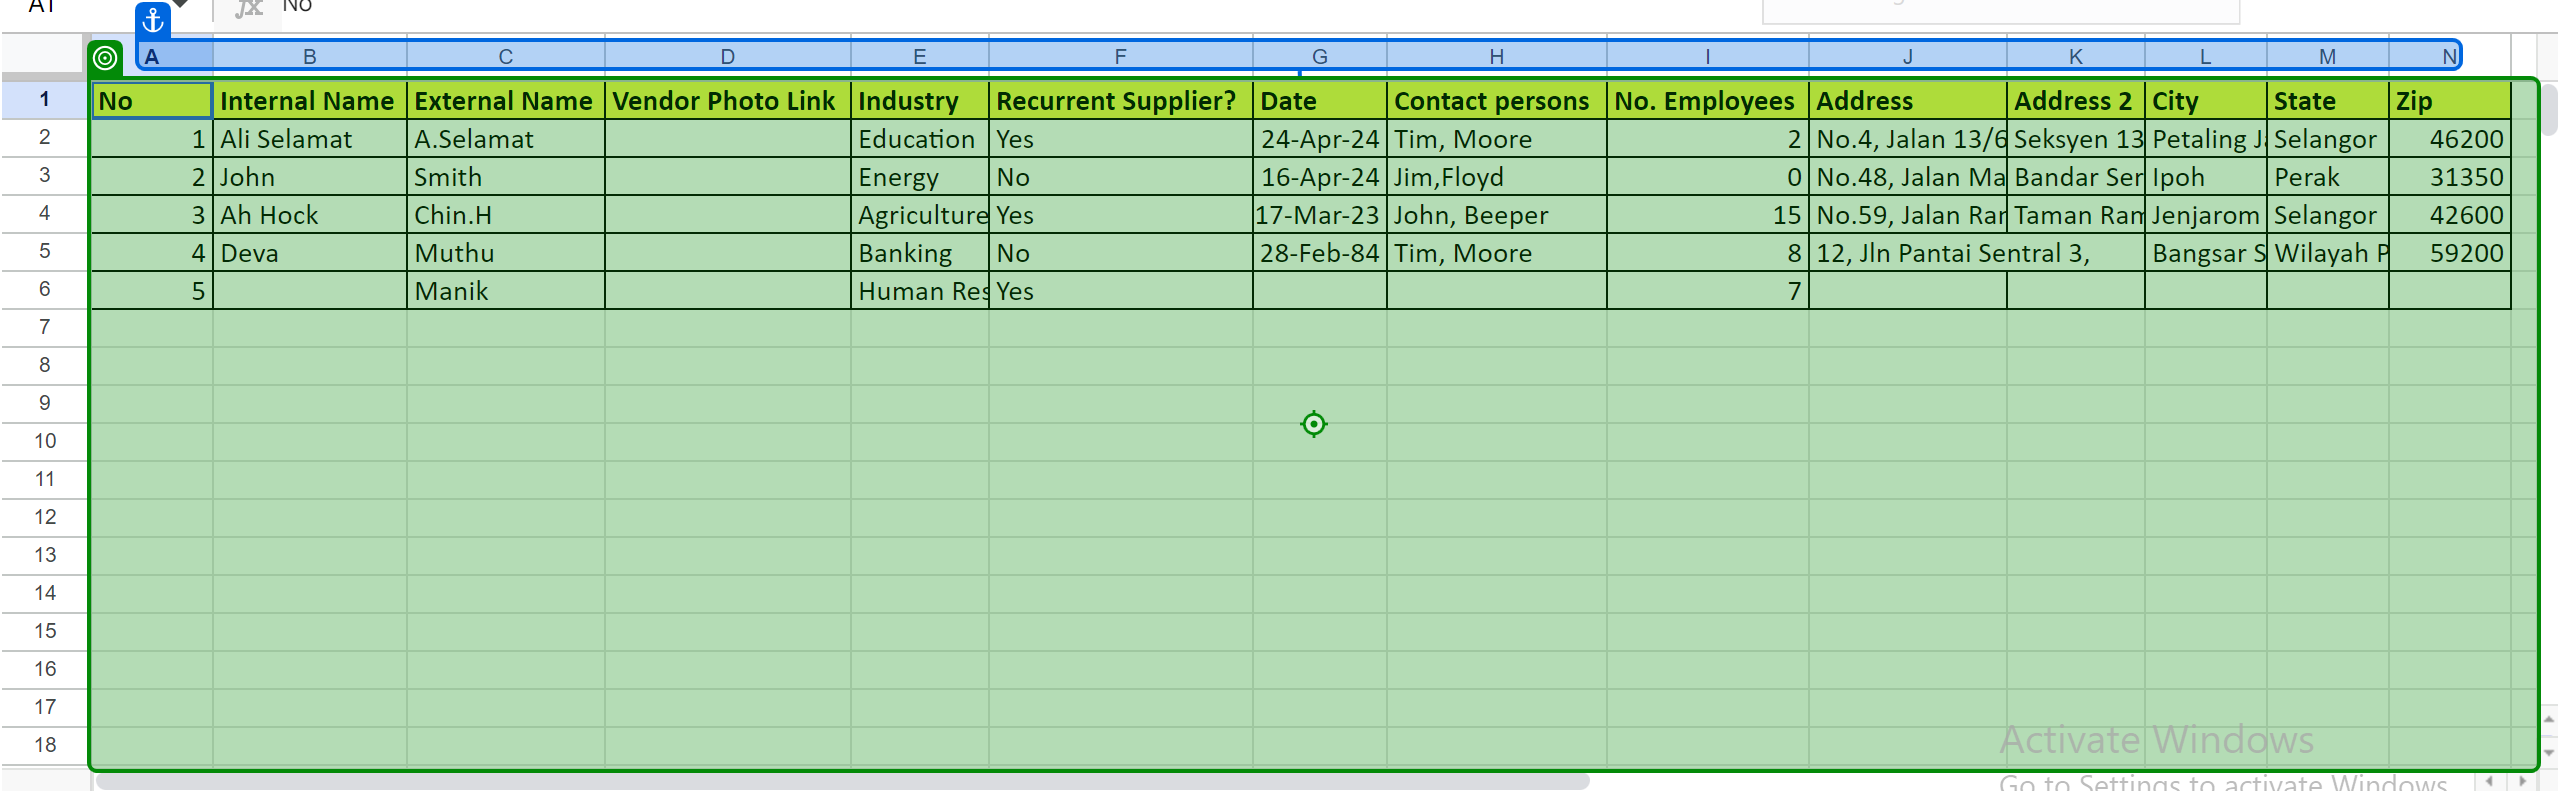 A1 fx No
A B C D E F G H I J K L M N
1 No Internal Name External Name Vendor Photo Link Industry Recurrent Supplier? Date Contact persons No. Employees Address Address 2 City State Zip
2 1 Ali Selamat A.Selamat Education Yes 24-Apr-24 Tim, Moore 2 No.4, Jalan 13/6 Seksyen 13 Petaling Selangor 46200
3 2 John Smith Energy No 16-Apr-24 Jim,Floyd 0 No.48, Jalan Ma Bandar Ser Ipoh Perak 31350
4 3 Ah Hock Chin.H Agriculture Yes 17-Mar-23 John, Beeper 15 No.59, Jalan Taman Jenjarom Selangor 42600
5 4 Deva Muthu Banking No 28-Feb-84 Tim, Moore 8 12, Jln Pantai Sentral 3, Bangsar S Wilayah P 59200
6 5 Manik Human Res Yes 7
7
8
9
10
11
12
13
14
15
16
17
18
Activate Windows
Go to Settings to activate Windows.